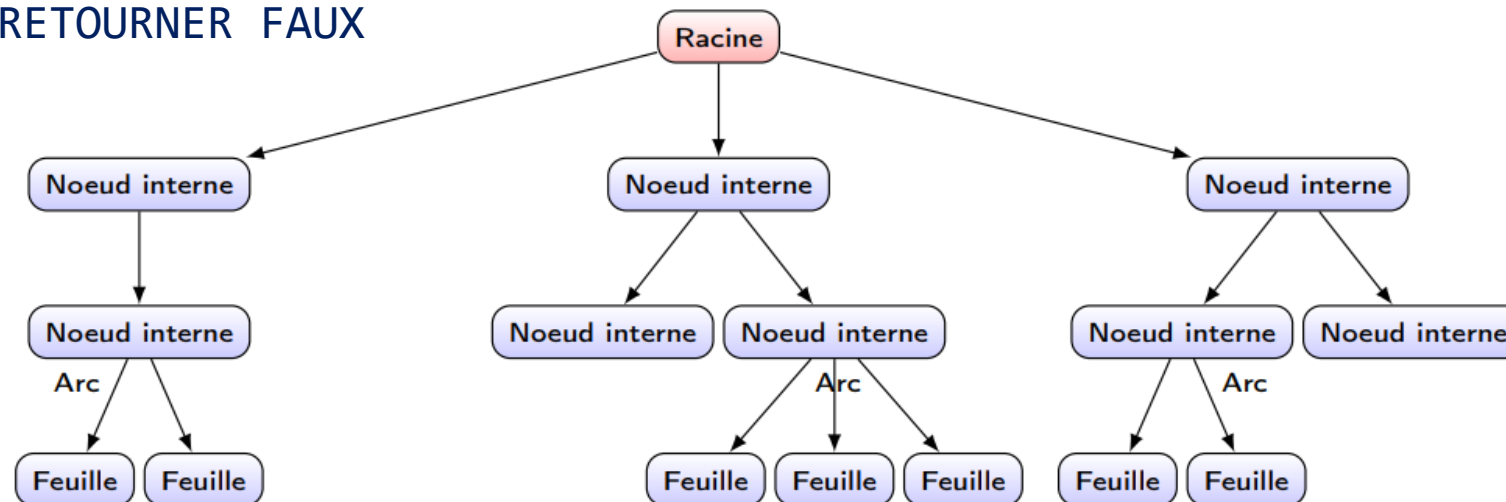 RETOURNER FAUX
Racine
Noeud interne Noeud interne Noeud interne
Noeud interne Noeud interne Noeud interne Noeud interne Noeud interne
Arc Arc Arc
Feuille Feuille Feuille Feuille Feuille Feuille Feuille